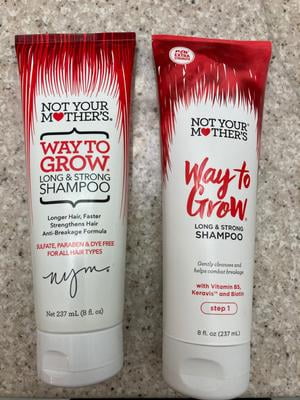 NOT YOUR
MOTHER'S®
WAY TO
GROW
LONG & STRONG
SHAMPOO
Longer Hair, Faster
Strengthens Hair
Anti-Breakage Formula
SULFATE, PARABEN & DYE FREE
FOR ALL HAIR TYPES
nym.
Net 237 mL (8 fl. oz)
NOT YOUR
MOTHER'S
Way to
Grow
LONG & STRONG
SHAMPOO
Gently cleanses and
helps combat breakage
with Vitamin B5,
Keravis™ and Biotin
step 1
8 fl. oz (237 mL)